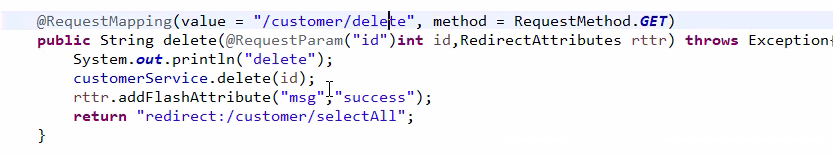 @RequestMapping(value = "/customer/delete", method = RequestMethod.GET)
public String delete(@RequestParam("id")int id,RedirectAttributes rttr) throws Exception{
System.out.println("delete");
customerService.delete(id);
rttr.addFlashAttribute("msg","success");
return "redirect:/customer/selectAll";
}